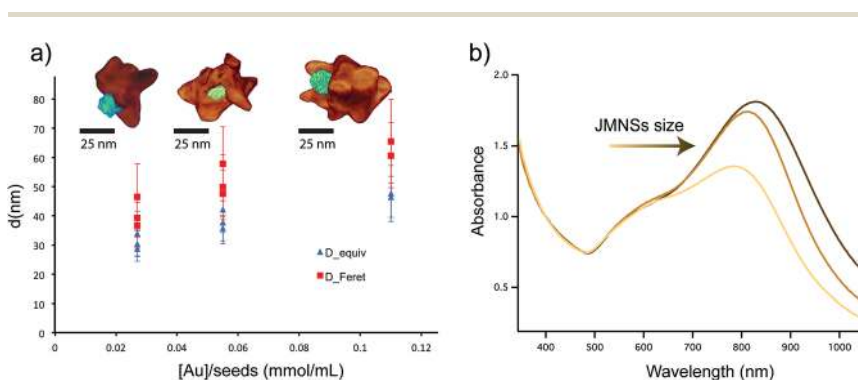 a)
80
70
60
50
40
30
20
10
0
d(nm)
25 nm
25 nm
25 nm
D_equiv
D_Feret
0
0.02
0.04
0.06
0.08
0.1
0.12
[Au]/seeds (mmol/mL)
b)
2.0
1.5
1.0
0.5
Absorbance
JMNSs size
400
500
600
700
800
900
1000
Wavelength (nm)